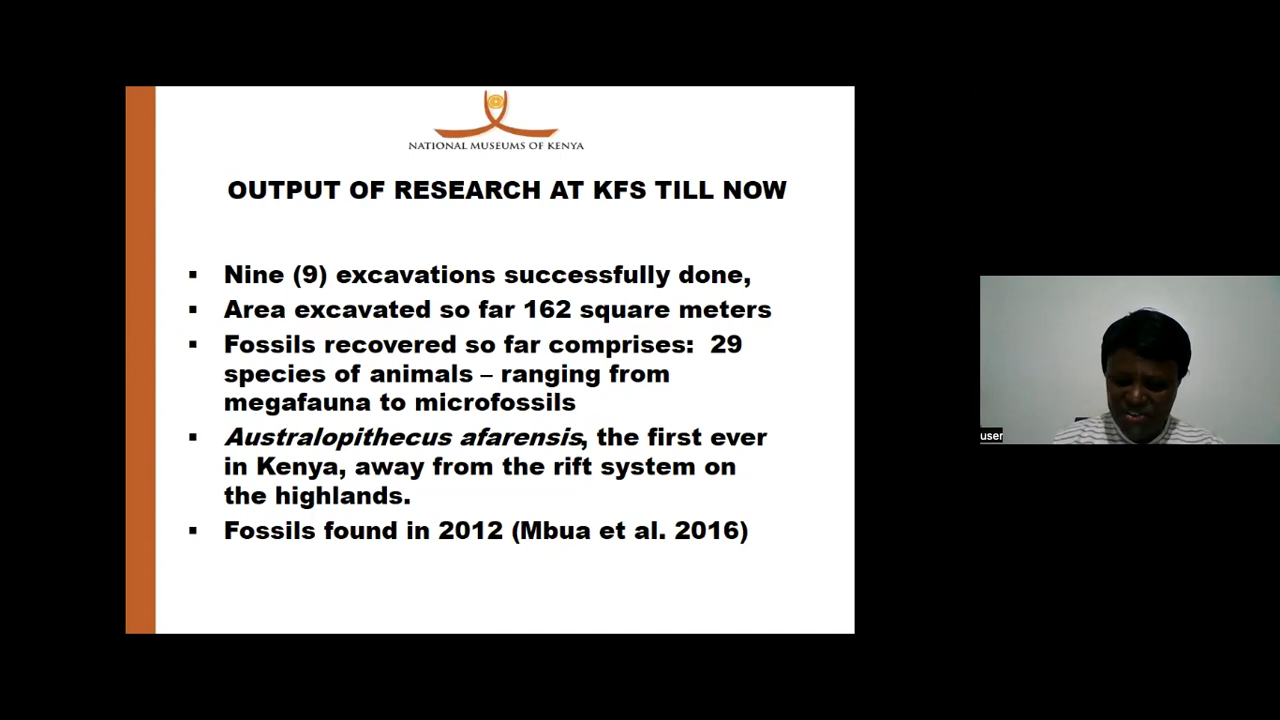 NATIONAL MUSEUMS OF KENYA
OUTPUT OF RESEARCH AT KFS TILL NOW
▪ Nine (9) excavations successfully done,
▪ Area excavated so far 162 square meters
▪ Fossils recovered so far comprises:  29
species of animals – ranging from
megafauna to microfossils
▪ Australopithecus afarensis, the first ever
in Kenya, away from the rift system on
the highlands.
▪ Fossils found in 2012 (Mbua et al. 2016)
user